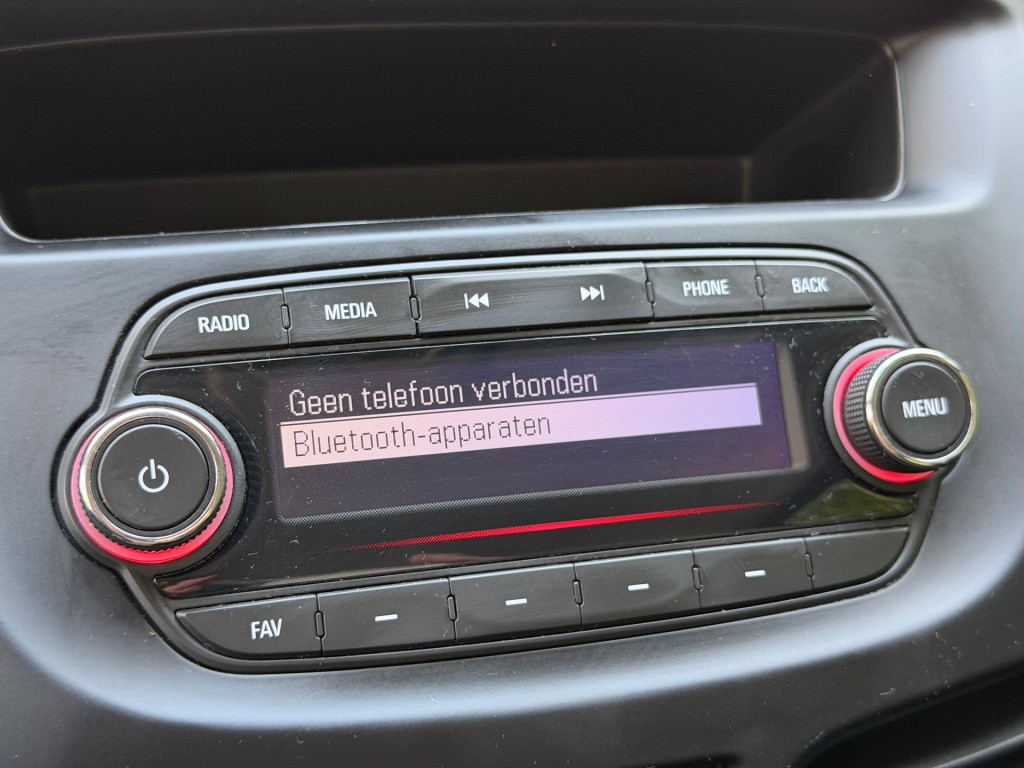 RADIO MEDIA PHONE BACK
Geen telefoon verbonden
Bluetooth-apparaten
MENU
FAV